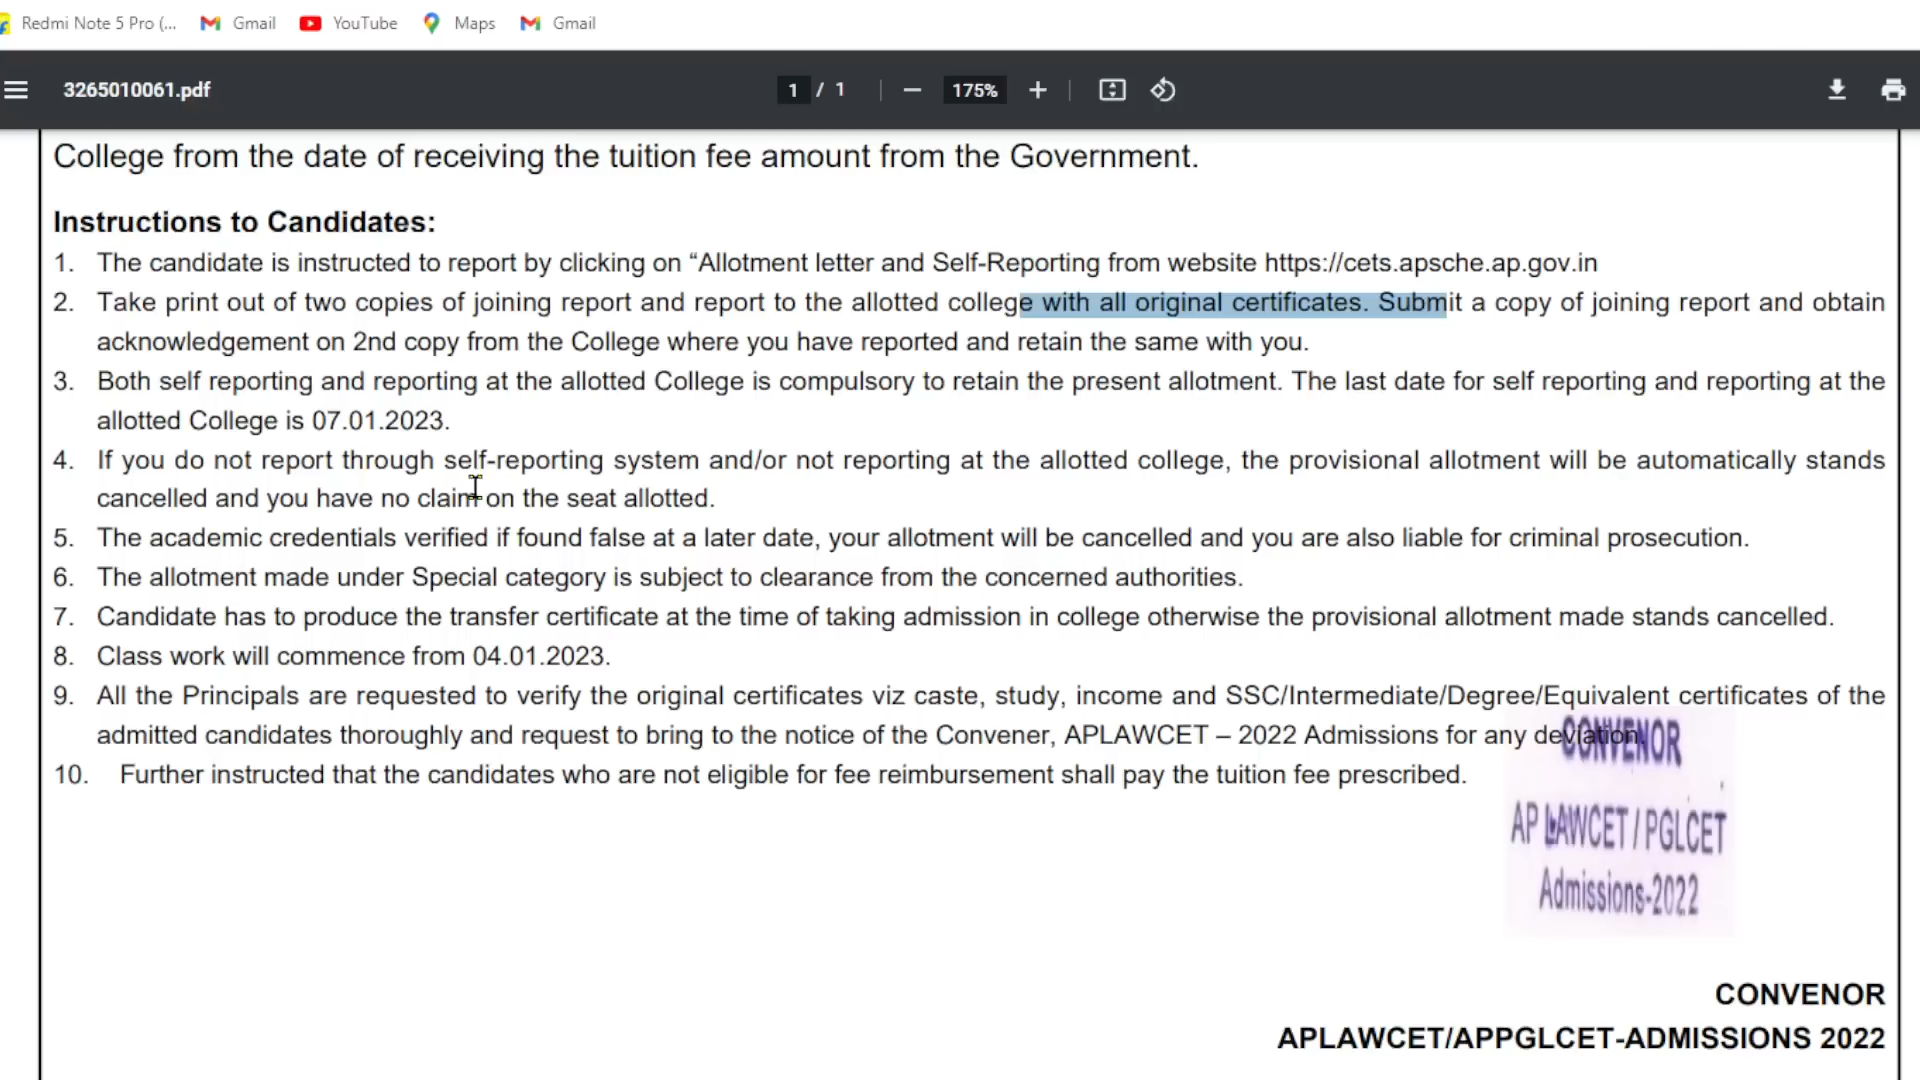 Redmi Note 5 Pro (... Gmail YouTube Maps Gmail
3265010061.pdf 1 / 1 175%
College from the date of receiving the tuition fee amount from the Government.
Instructions to Candidates:
1. The candidate is instructed to report by clicking on “Allotment letter and Self-Reporting from website https://cets.apsche.ap.gov.in
2. Take print out of two copies of joining report and report to the allotted college with all original certificates. Submit a copy of joining report and obtain
acknowledgement on 2nd copy from the College where you have reported and retain the same with you.
3. Both self reporting and reporting at the allotted College is compulsory to retain the present allotment. The last date for self reporting and reporting at the
allotted College is 07.01.2023.
4. If you do not report through self-reporting system and/or not reporting at the allotted college, the provisional allotment will be automatically stands
cancelled and you have no claim on the seat allotted.
5. The academic credentials verified if found false at a later date, your allotment will be cancelled and you are also liable for criminal prosecution.
6. The allotment made under Special category is subject to clearance from the concerned authorities.
7. Candidate has to produce the transfer certificate at the time of taking admission in college otherwise the provisional allotment made stands cancelled.
8. Class work will commence from 04.01.2023.
9. All the Principals are requested to verify the original certificates viz caste, study, income and SSC/Intermediate/Degree/Equivalent certificates of the
admitted candidates thoroughly and request to bring to the notice of the Convener, APLAWCET – 2022 Admissions for any deviation.
10. Further instructed that the candidates who are not eligible for fee reimbursement shall pay the tuition fee prescribed.
CONVENOR
AP LAWCET / PGLCET
Admissions-2022
CONVENOR
APLAWCET/APPGLCET-ADMISSIONS 2022